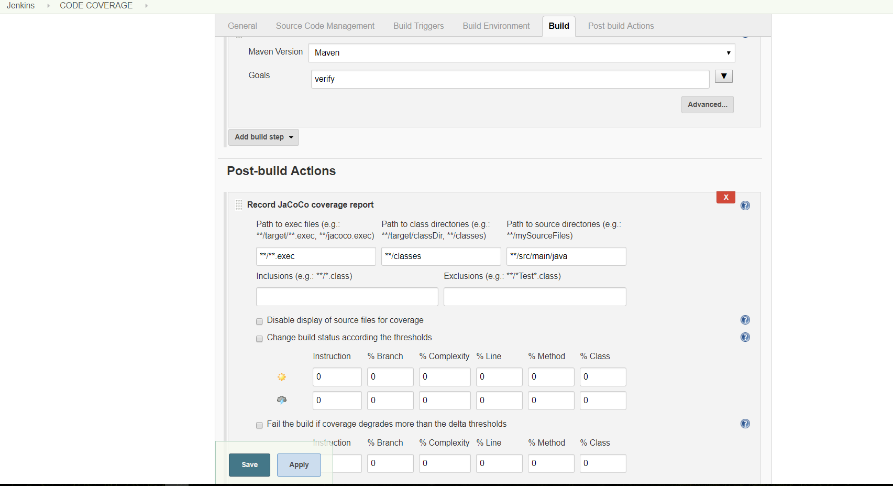 Jenkins CODE COVERAGE
General Source Code Management Build Triggers Build Environment Build Post build Actions
Maven Version Maven
Goals verify
Advanced...
Add build step
Post-build Actions
Record JaCoCo coverage report X
Path to exec files (e.g.: Path to class directories (e.g.: Path to source directories (e.g.:
**/target/**.exec, **/jacoco.exec) **/target/classDir, **/classes) **/mySourceFiles)
**/**.exec **/classes **/src/main/java
Inclusions (e.g.: **/*.class) Exclusions (e.g.: **/*Test*.class)
Disable display of source files for coverage
Change build status according the thresholds
Instruction % Branch % Complexity % Line % Method % Class
0 0 0 0 0 0
0 0 0 0 0 0
Fail the build if coverage degrades more than the delta thresholds
Instruction % Branch % Complexity % Line % Method % Class
0 0 0 0 0
Save Apply